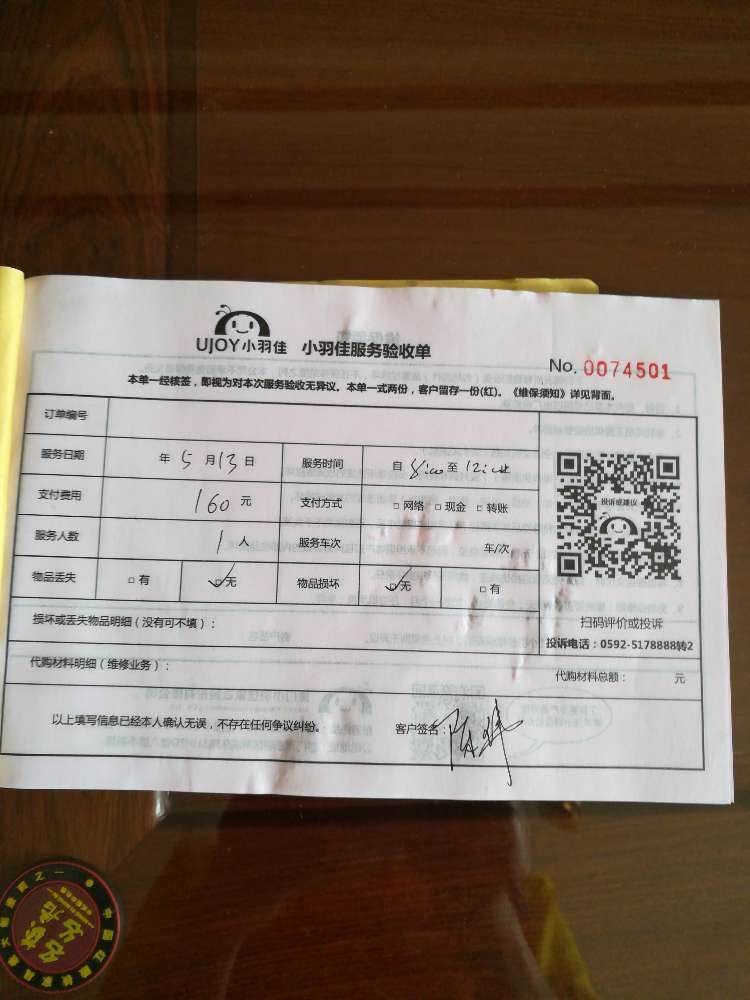 UJOY小羽佳 小羽佳服务验收单
No. 0074501
本单一经核签，即视为对本次服务验收无异议。本单一式两份，客户留存一份(红)。《维保须知》详见背面。
订单编号
服务日期 年 5 月 13 日 服务时间 自 8:00 至 12:00
支付费用 160 元 支付方式 □ 网络 □ 现金 □ 转账
服务人数 1 人 服务车次 车/次
物品丢失 □ 有 □ 无 物品损坏 □ 无 □ 有
投诉或建议
扫码评价或投诉
投诉电话：0592-5178888转2
损坏或丢失物品明细（没有可不填）：
代购材料明细（维修业务）：
代购材料总额： 元
以上填写信息已经本人确认无误，不存在任何争议纠纷。 客户签名：